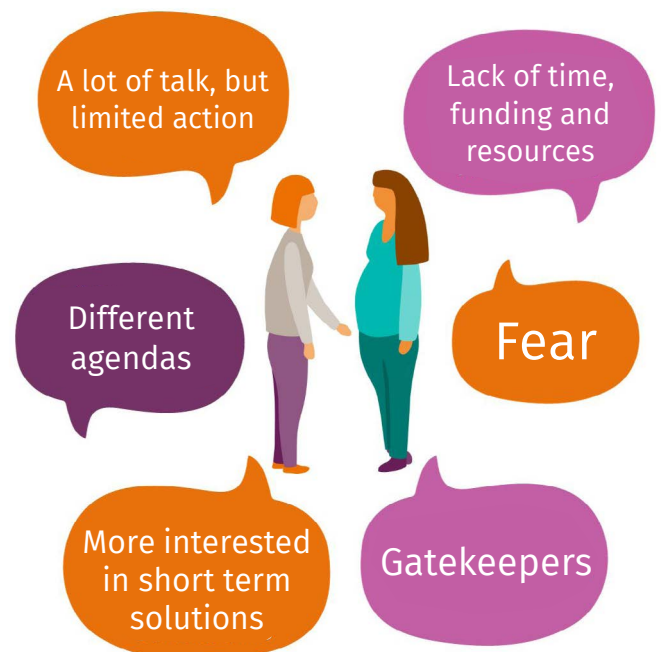 A lot of talk, but
limited action
Lack of time,
funding and
resources
Different
agendas
Fear
More interested
in short term
solutions
Gatekeepers